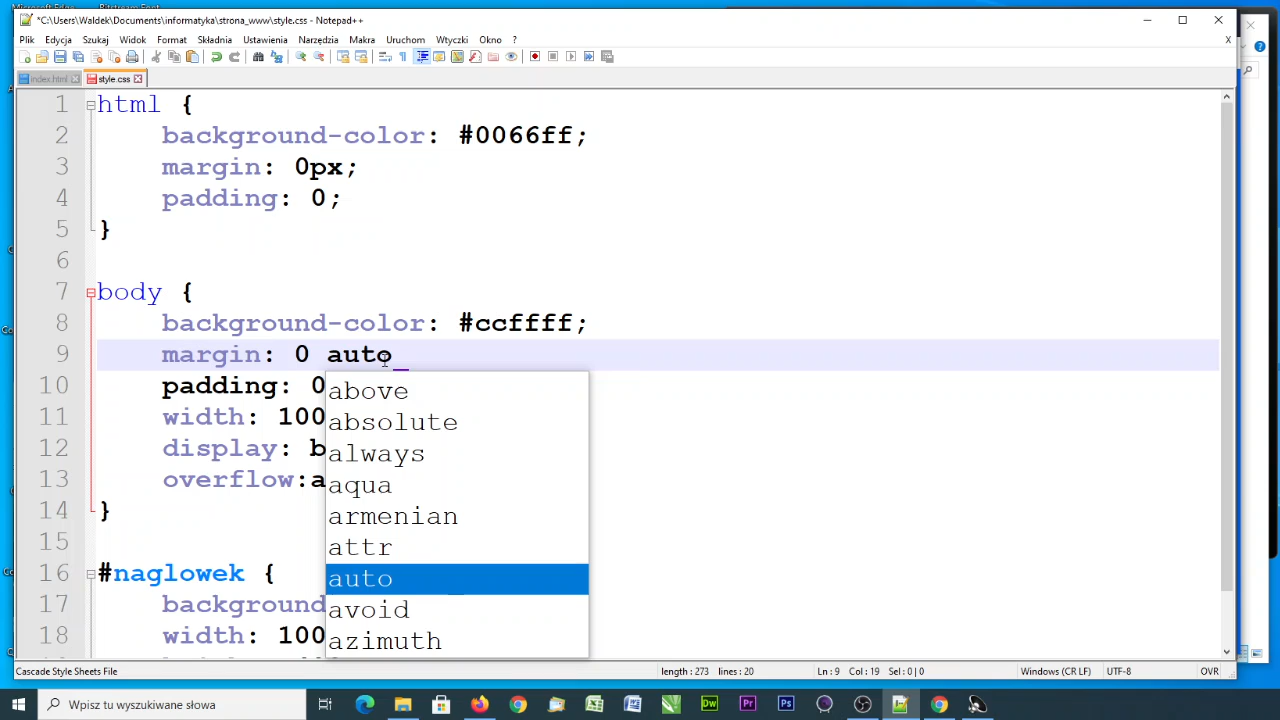 *C:\Users\Waldek\Documents\informatyka\strona_www\style.css - Notepad++
Plik Edycja Szukaj Widok Format Składnia Ustawienia Narzędzia Makra Uruchom Wtyczki Okno ? X
index.html style.css
1 html {
2 background-color: #0066ff;
3 margin: 0px;
4 padding: 0;
5 }
6
7 body {
8 background-color: #ccffff;
9 margin: 0 auto
10 padding: 0
above
11 width: 100
absolute
12 display: b
always
13 overflow:a
aqua
14 }
armenian
15
attr
16 #naglowek {
auto
17 background
avoid
18 width: 100
azimuth
Cascade Style Sheets File length : 273 lines : 20 Ln : 9 Col : 19 Sel : 0 | 0 Windows (CR LF) UTF-8 OVR
Wpisz tu wyszukiwane słowa Dw Pr Ps